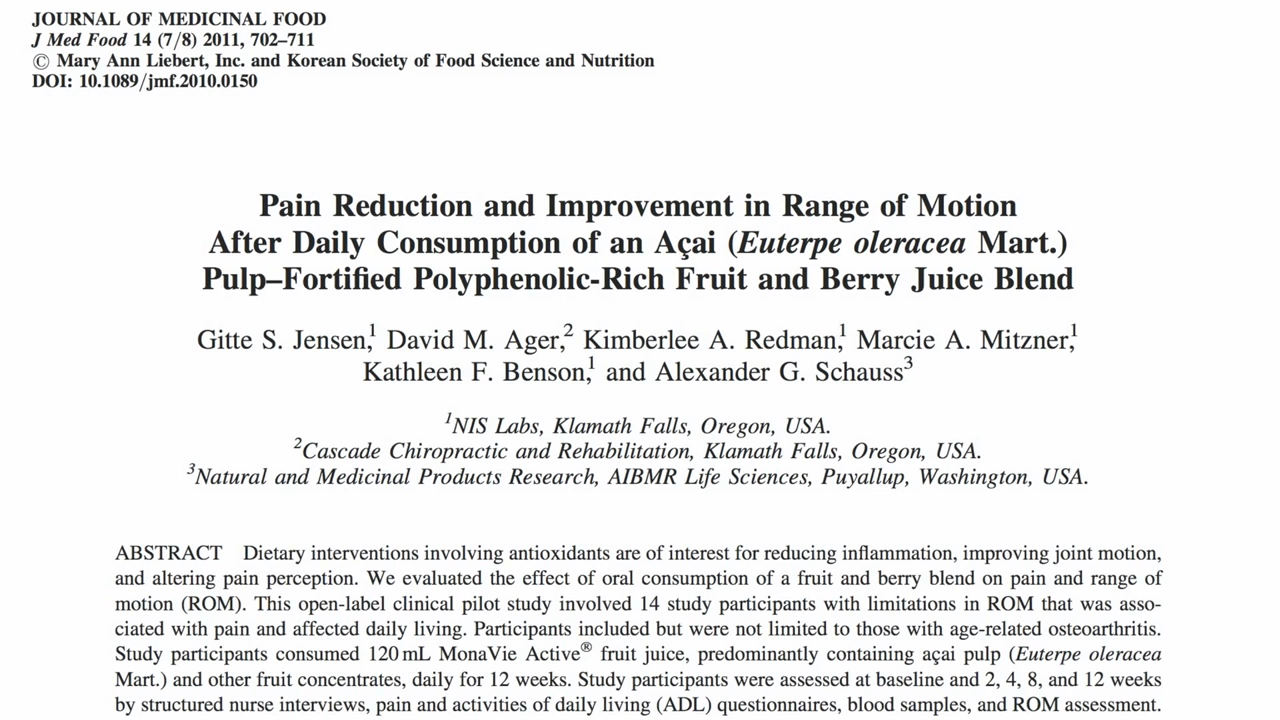 JOURNAL OF MEDICINAL FOOD
J Med Food 14 (7/8) 2011, 702–711
© Mary Ann Liebert, Inc. and Korean Society of Food Science and Nutrition
DOI: 10.1089/jmf.2010.0150
Pain Reduction and Improvement in Range of Motion
After Daily Consumption of an Açai (Euterpe oleracea Mart.)
Pulp–Fortified Polyphenolic-Rich Fruit and Berry Juice Blend
Gitte S. Jensen,1 David M. Ager,2 Kimberlee A. Redman,1 Marcie A. Mitzner,1
Kathleen F. Benson,1 and Alexander G. Schauss3
1NIS Labs, Klamath Falls, Oregon, USA.
2Cascade Chiropractic and Rehabilitation, Klamath Falls, Oregon, USA.
3Natural and Medicinal Products Research, AIBMR Life Sciences, Puyallup, Washington, USA.
ABSTRACT Dietary interventions involving antioxidants are of interest for reducing inflammation, improving joint motion,
and altering pain perception. We evaluated the effect of oral consumption of a fruit and berry blend on pain and range of
motion (ROM). This open-label clinical pilot study involved 14 study participants with limitations in ROM that was asso-
ciated with pain and affected daily living. Participants included but were not limited to those with age-related osteoarthritis.
Study participants consumed 120 mL MonaVie Active® fruit juice, predominantly containing açai pulp (Euterpe oleracea
Mart.) and other fruit concentrates, daily for 12 weeks. Study participants were assessed at baseline and 2, 4, 8, and 12 weeks
by structured nurse interviews, pain and activities of daily living (ADL) questionnaires, blood samples, and ROM assessment.